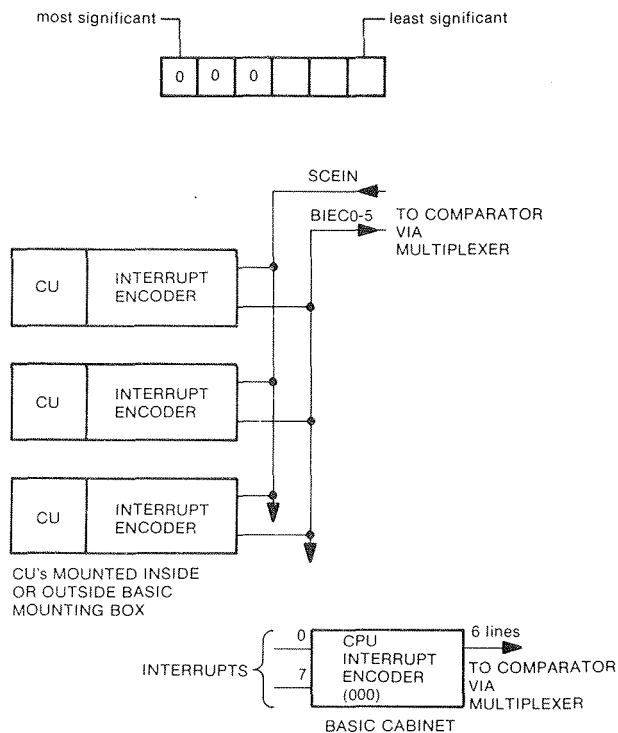 most significant
least significant
0 0 0
SCEIN
BIEC0-5
TO COMPARATOR
VIA
MULTIPLEXER
CU
INTERRUPT
ENCODER
CU
INTERRUPT
ENCODER
CU
INTERRUPT
ENCODER
CU's MOUNTED INSIDE
OR OUTSIDE BASIC
MOUNTING BOX
INTERRUPTS
0
7
CPU
INTERRUPT
ENCODER
(000)
6 lines
TO COMPARATOR
VIA
MULTIPLEXER
BASIC CABINET